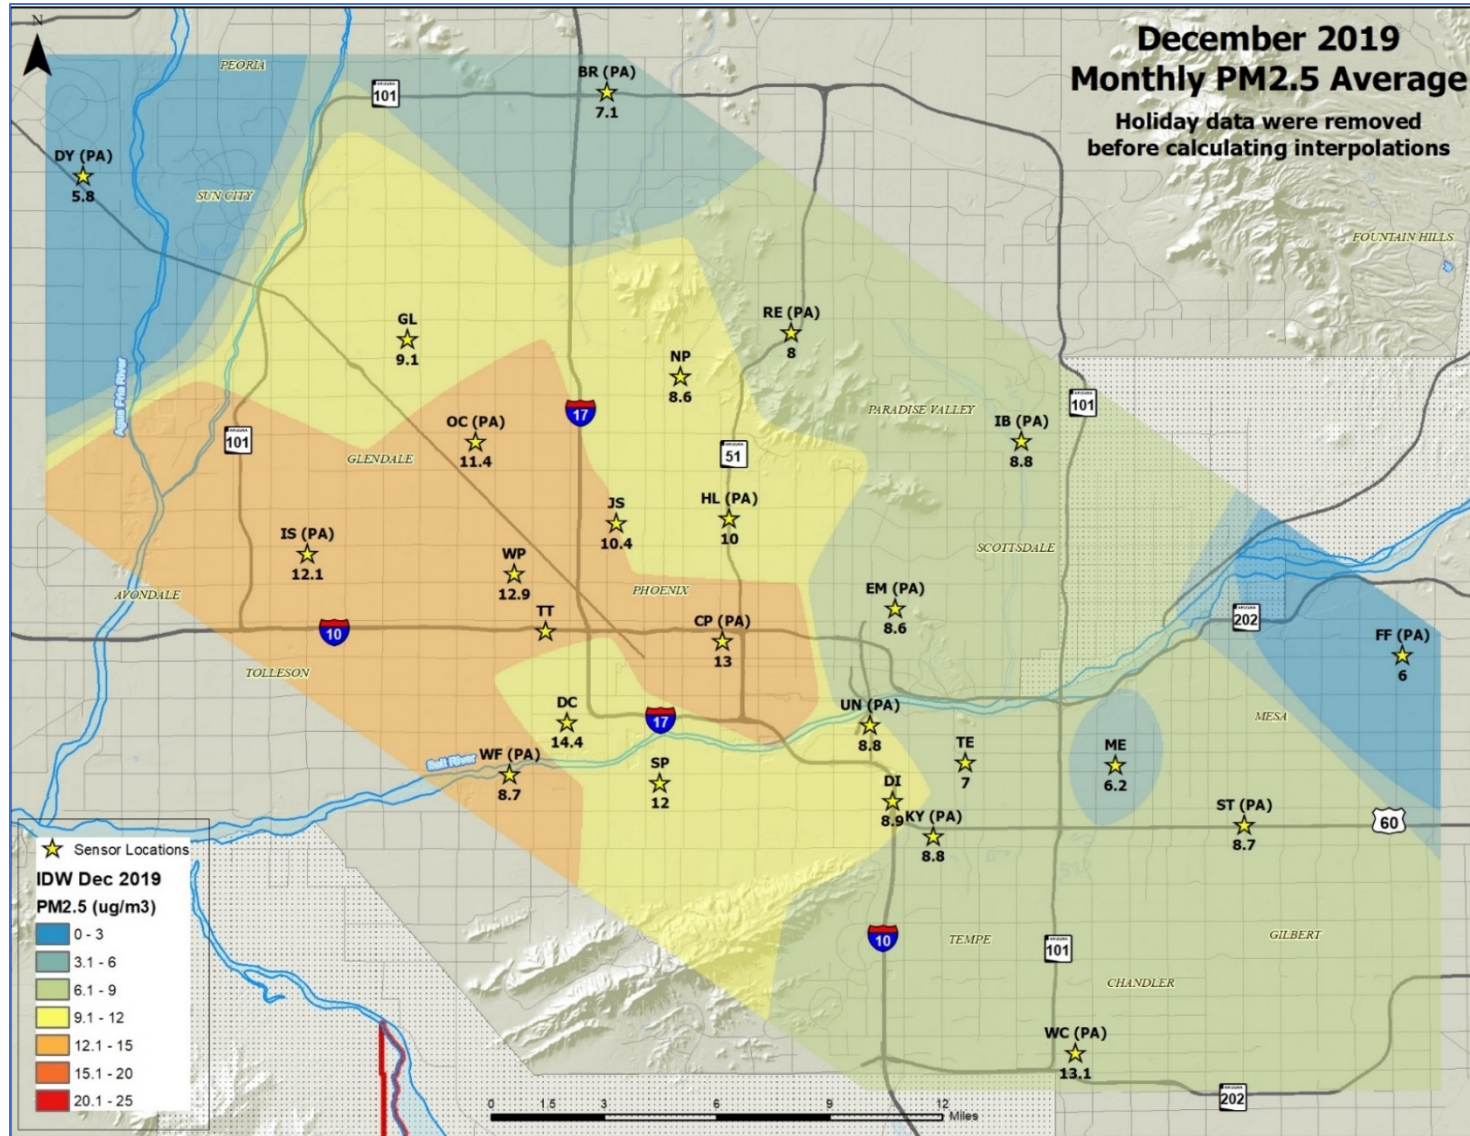 December 2019
Monthly PM2.5 Average
Holiday data were removed
before calculating interpolations
N
PEORIA
101
BR (PA)
7.1
DY (PA)
5.8
SUN CITY
FOUNTAIN HILLS
GL
9.1
RE (PA)
8
NP
8.6
Agua Fria River
17
101
OC (PA)
11.4
PARADISE VALLEY
IB (PA)
8.8
101
GLENDALE
51
JS
10.4
HL (PA)
10
IS (PA)
12.1
WP
12.9
SCOTTSDALE
AVONDALE
PHOENIX
EM (PA)
8.6
TT
10
CP (PA)
13
202
FF (PA)
6
TOLLESON
DC
14.4
17
UN (PA)
8.8
MESA
Salt River
WF (PA)
8.7
SP
12
TE
7
ME
6.2
DI
8.9
KY (PA)
8.8
ST (PA)
8.7
60
10
TEMPE
101
GILBERT
CHANDLER
WC (PA)
13.1
202
Sensor Locations
IDW Dec 2019
PM2.5 (ug/m3)
0 - 3
3.1 - 6
6.1 - 9
9.1 - 12
12.1 - 15
15.1 - 20
20.1 - 25
0 1.5 3 6 9 12
Miles